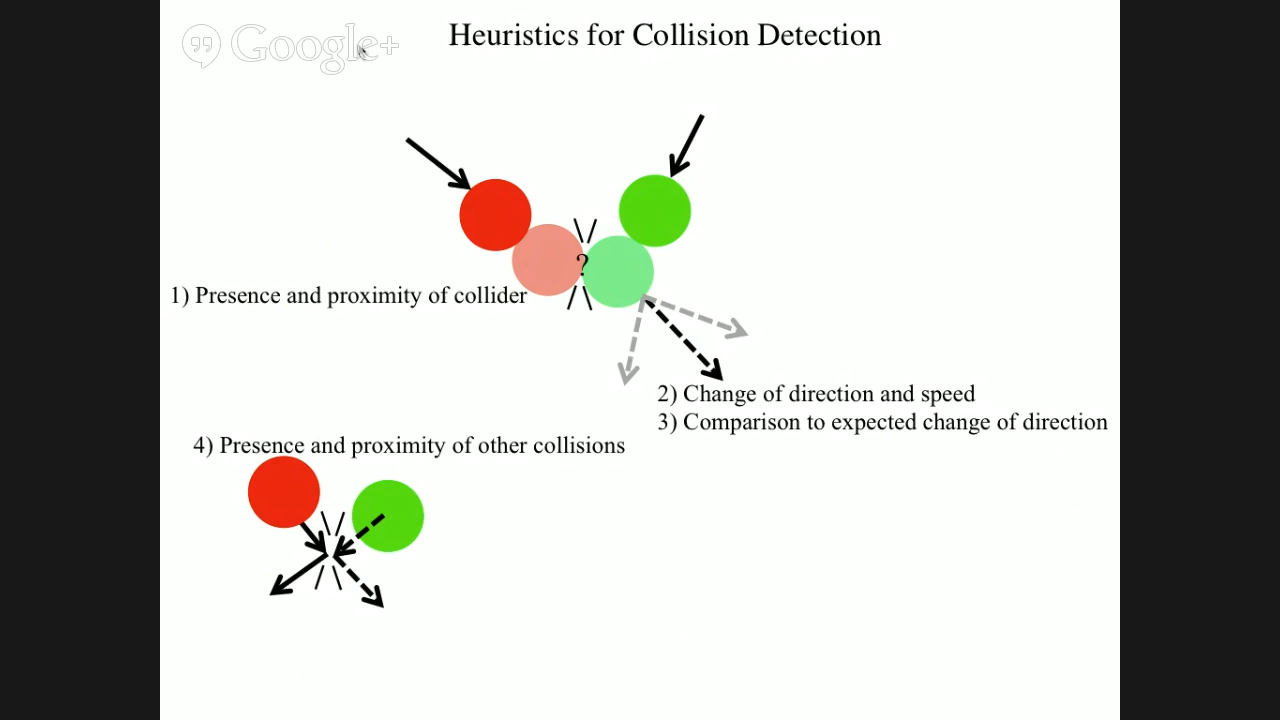 Google+
Heuristics for Collision Detection
?
1) Presence and proximity of collider
2) Change of direction and speed
3) Comparison to expected change of direction
4) Presence and proximity of other collisions